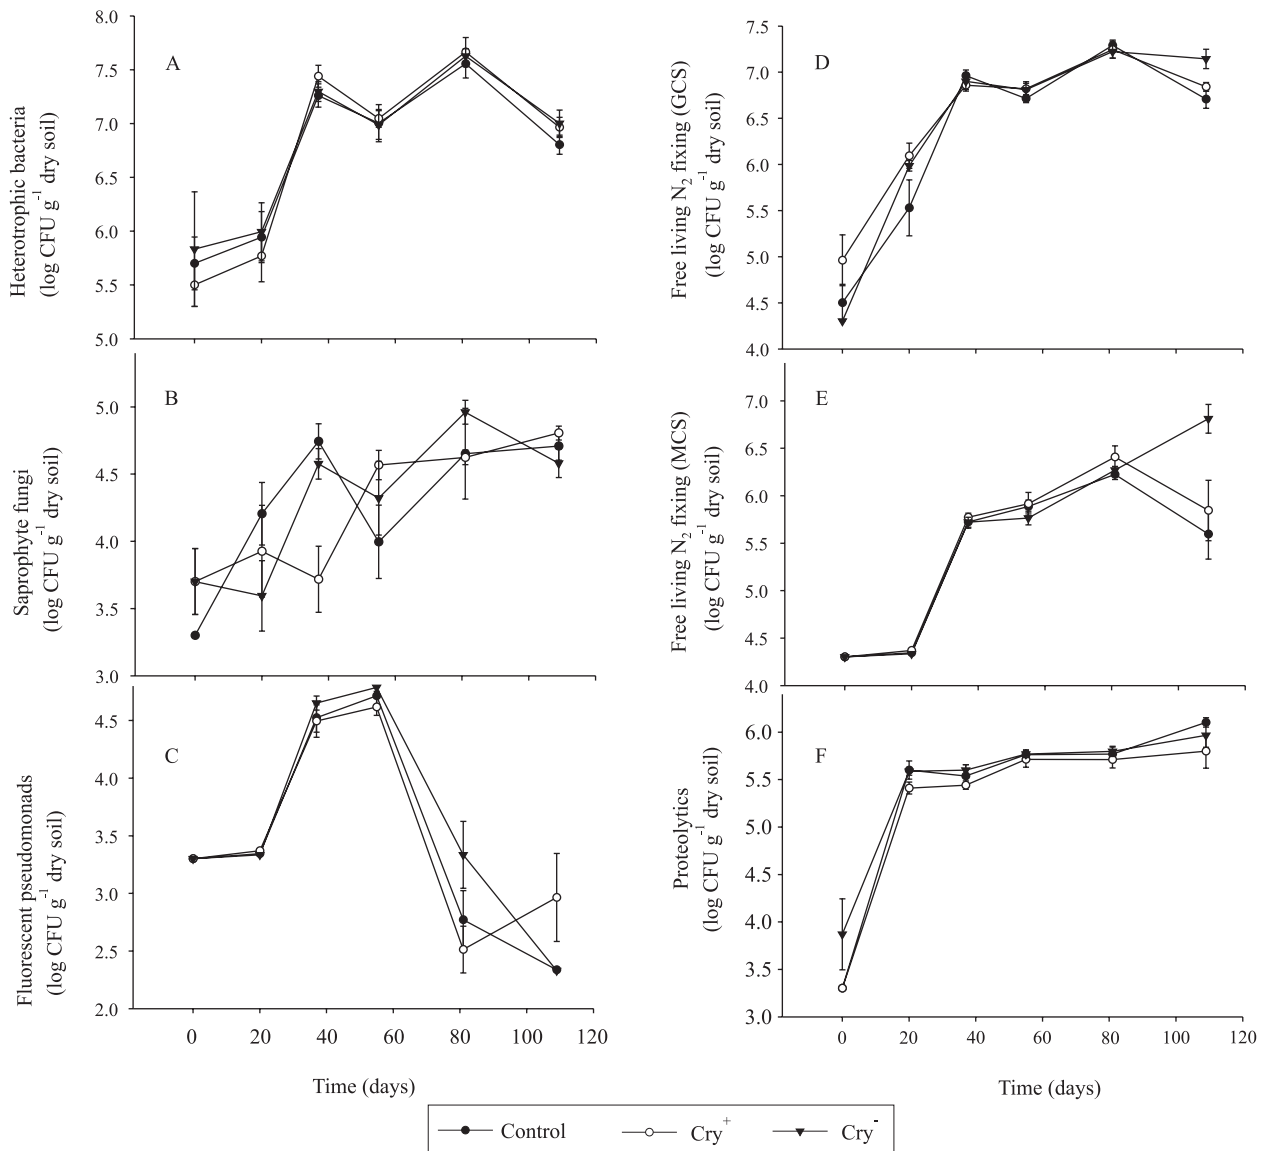 A
Heterotrophic bacteria
(log CFU g⁻¹ dry soil)
8.0
7.5
7.0
6.5
6.0
5.5
5.0
B
Saprophyte fungi
(log CFU g⁻¹ dry soil)
5.0
4.5
4.0
3.5
3.0
C
Fluorescent pseudomonads
(log CFU g⁻¹ dry soil)
4.5
3.5
3.0
2.5
2.0
0 20 40 60 80 100 120
Time (days)
D
Free living N₂ fixing (GCS)
(log CFU g⁻¹ dry soil)
7.5
7.0
6.5
6.0
5.5
5.0
4.5
4.0
E
Free living N₂ fixing (MCS)
(log CFU g⁻¹ dry soil)
7.0
6.5
6.0
5.5
5.0
4.5
4.0
F
Proteolytics
(log CFU g⁻¹ dry soil)
6.0
5.5
5.0
4.5
4.0
3.5
3.0
0 20 40 60 80 100 120
Time (days)
Control Cry⁺ Cry⁻